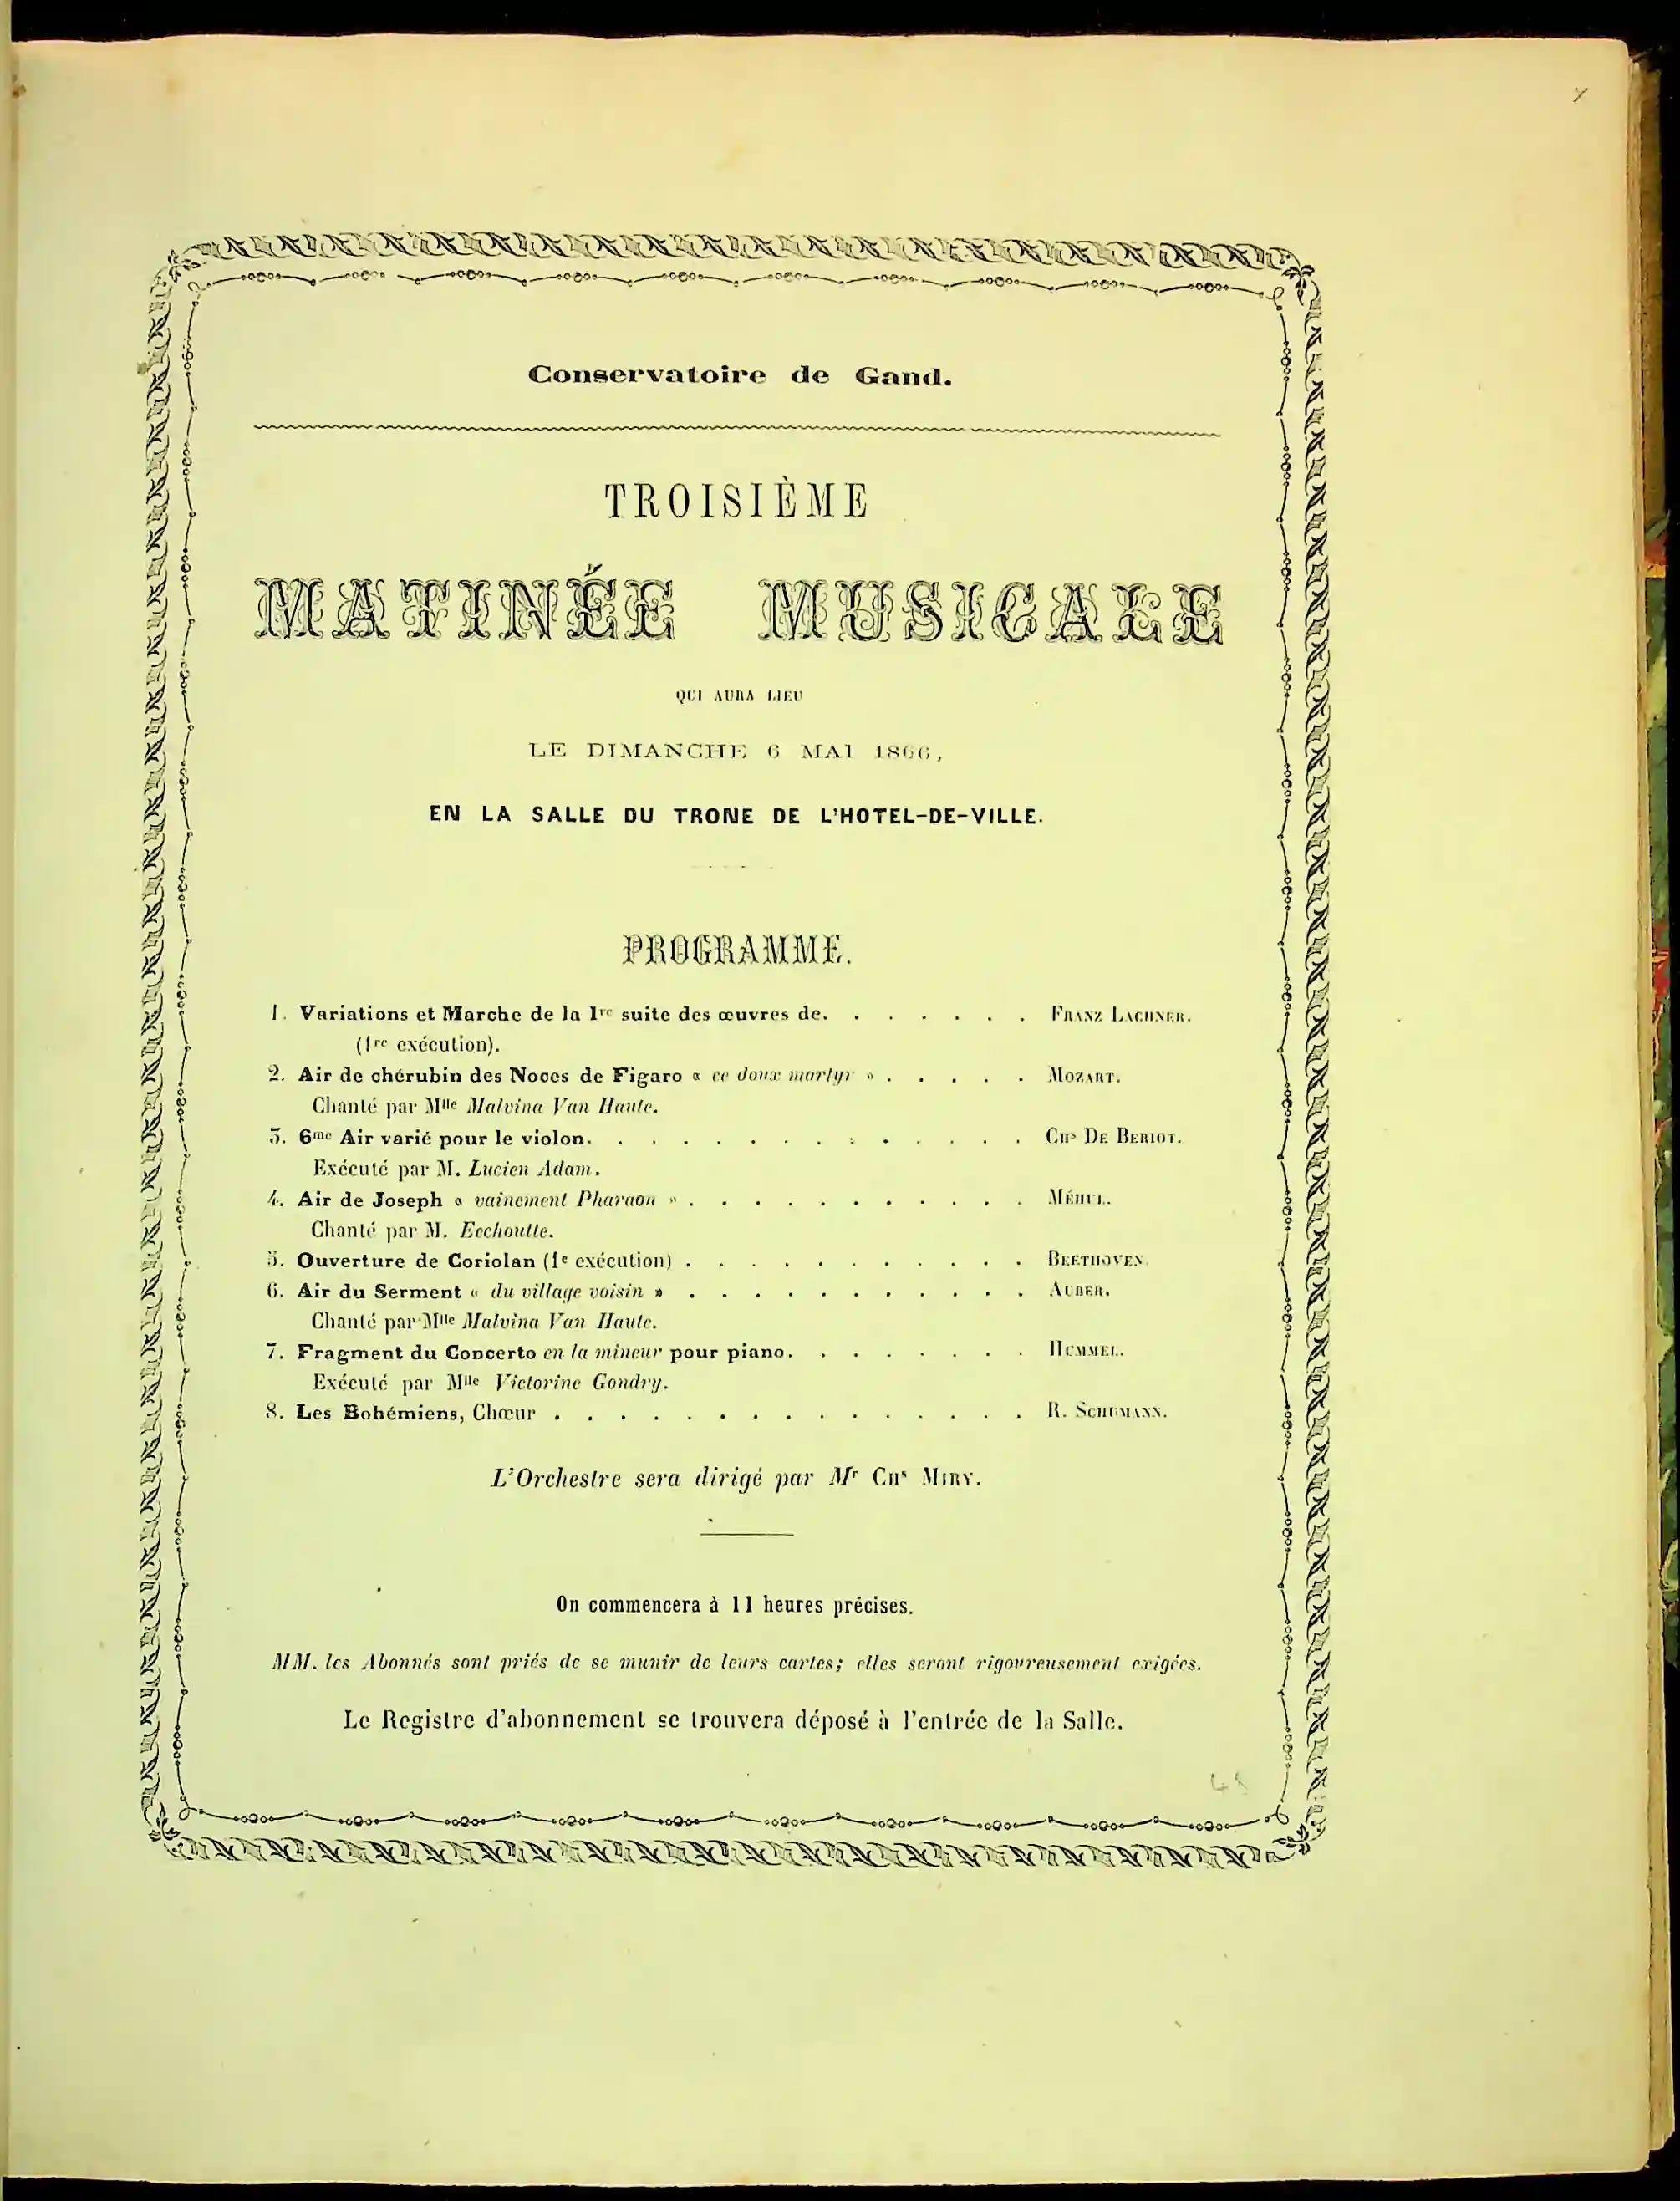 Conservatoire de Gand.
TROISIÈME
MATINÉE MUSICALE
QUI AURA LIEU
LE DIMANCHE 6 MAI 1866,
EN LA SALLE DU TRONE DE L'HOTEL-DE-VILLE.
PROGRAMME.
1. Variations et Marche de la 1re suite des œuvres de. . . . . . . FRANZ LACHNER.
(1re exécution).
2. Air de chérubin des Noces de Figaro « ce doux martyr » . . . . . MOZART.
Chanté par Mlle Malvina Van Haute.
3. 6me Air varié pour le violon. . . . . . . . . . . . . . CHs DE BERIOT.
Exécuté par M. Lucien Adam.
4. Air de Joseph « vainement Pharaon » . . . . . . . . . . . MÉHUL.
Chanté par M. Eechoutte.
5. Ouverture de Coriolan (1e exécution) . . . . . . . . . . . BEETHOVEN.
6. Air du Serment « du village voisin » . . . . . . . . . . . AUBER.
Chanté par Mlle Malvina Van Haute.
7. Fragment du Concerto en la mineur pour piano. . . . . . . . HUMMEL.
Exécuté par Mlle Victorine Gondry.
8. Les Bohémiens, Chœur . . . . . . . . . . . . . . . R. SCHUMANN.
L'Orchestre sera dirigé par Mr CHs MIRY.
On commencera à 11 heures précises.
MM. les Abonnés sont priés de se munir de leurs cartes; elles seront rigoureusement exigées.
Le Registre d'abonnement se trouvera déposé à l'entrée de la Salle.